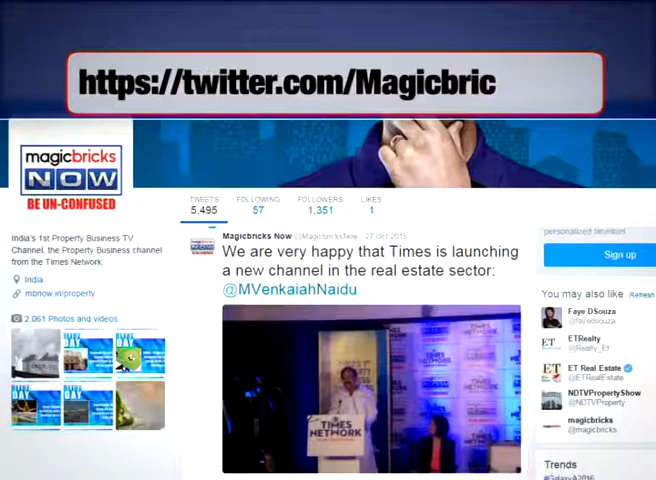 https://twitter.com/Magicbric
magicbricks
NOW
BE UN-CONFUSED
TWEETS
5,495
FOLLOWING
57
FOLLOWERS
1,351
LIKES
1
India's 1st Property Business TV
Channel, the Property Business channel
from the Times Network.
India
mbnow.in/property
2,061 Photos and videos
Magicbricks Now @MagicbricksNow 27 Oct 2015
We are very happy that Times is launching
a new channel in the real estate sector:
@MVenkaiahNaidu
TIMES
NETWORK
TIMES
NETWORK
personalized timeline!
Sign up
You may also like Refresh
Faye DSouza
@fayedsouza
ETRealty
@Realty_Et
ET Real Estate
@ETRealEstate
NDTVPropertyShow
@NDTVProperty
magicbricks
@magicbricks
Trends
#GalaxyA2016